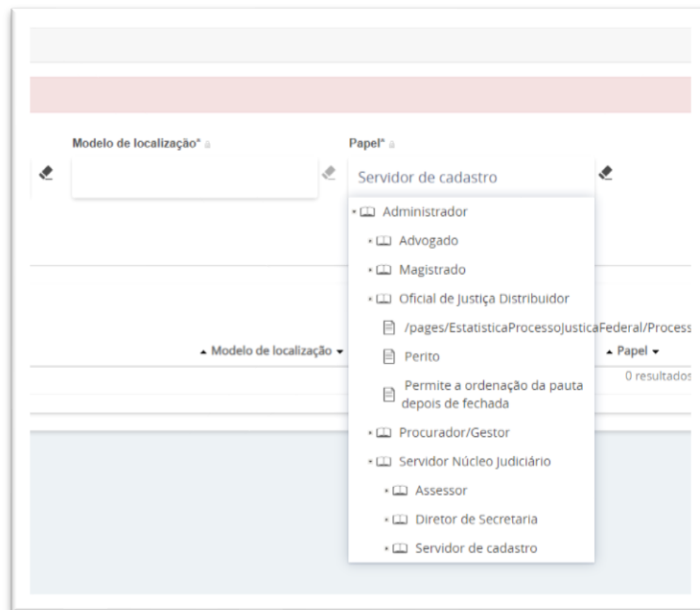 Modelo de localização* Papel*
Servidor de cadastro
Administrador
Advogado
Magistrado
Oficial de Justiça Distribuidor
/pages/EstatisticaProcessoJusticaFederal/Process
Modelo de localização Papel
Perito
0 resultados
Permite a ordenação da pauta
depois de fechada
Procurador/Gestor
Servidor Núcleo Judiciário
Assessor
Diretor de Secretaria
Servidor de cadastro